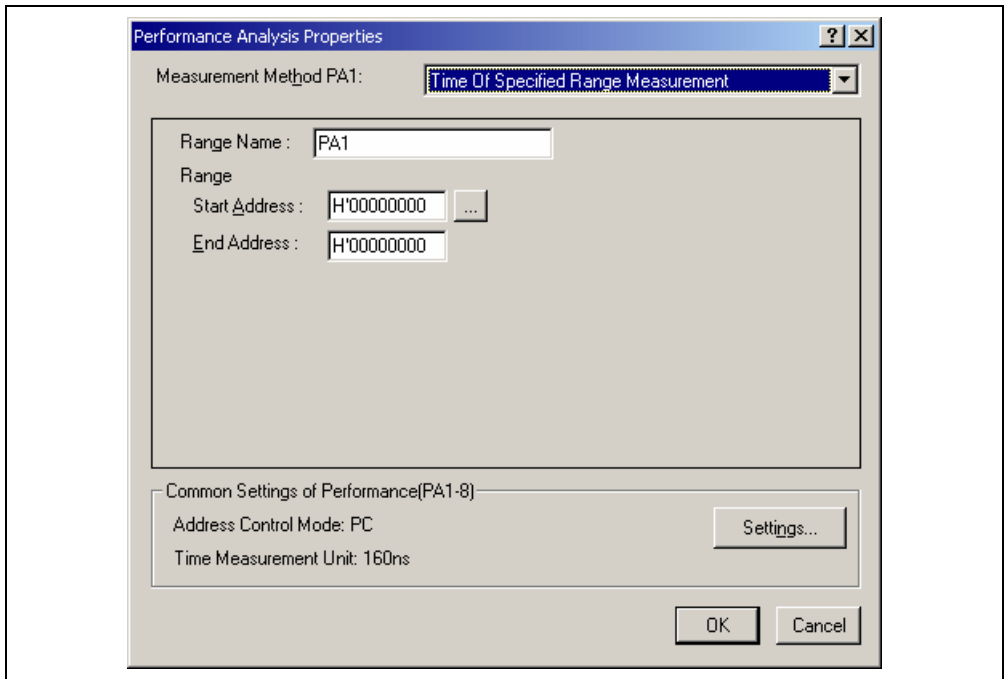 Performance Analysis Properties
Measurement Method PA1: Time Of Specified Range Measurement
Range Name : PA1
Range
Start Address : H'00000000 ...
End Address : H'00000000
Common Settings of Performance(PA1-8)
Address Control Mode: PC
Settings...
Time Measurement Unit: 160ns
OK Cancel